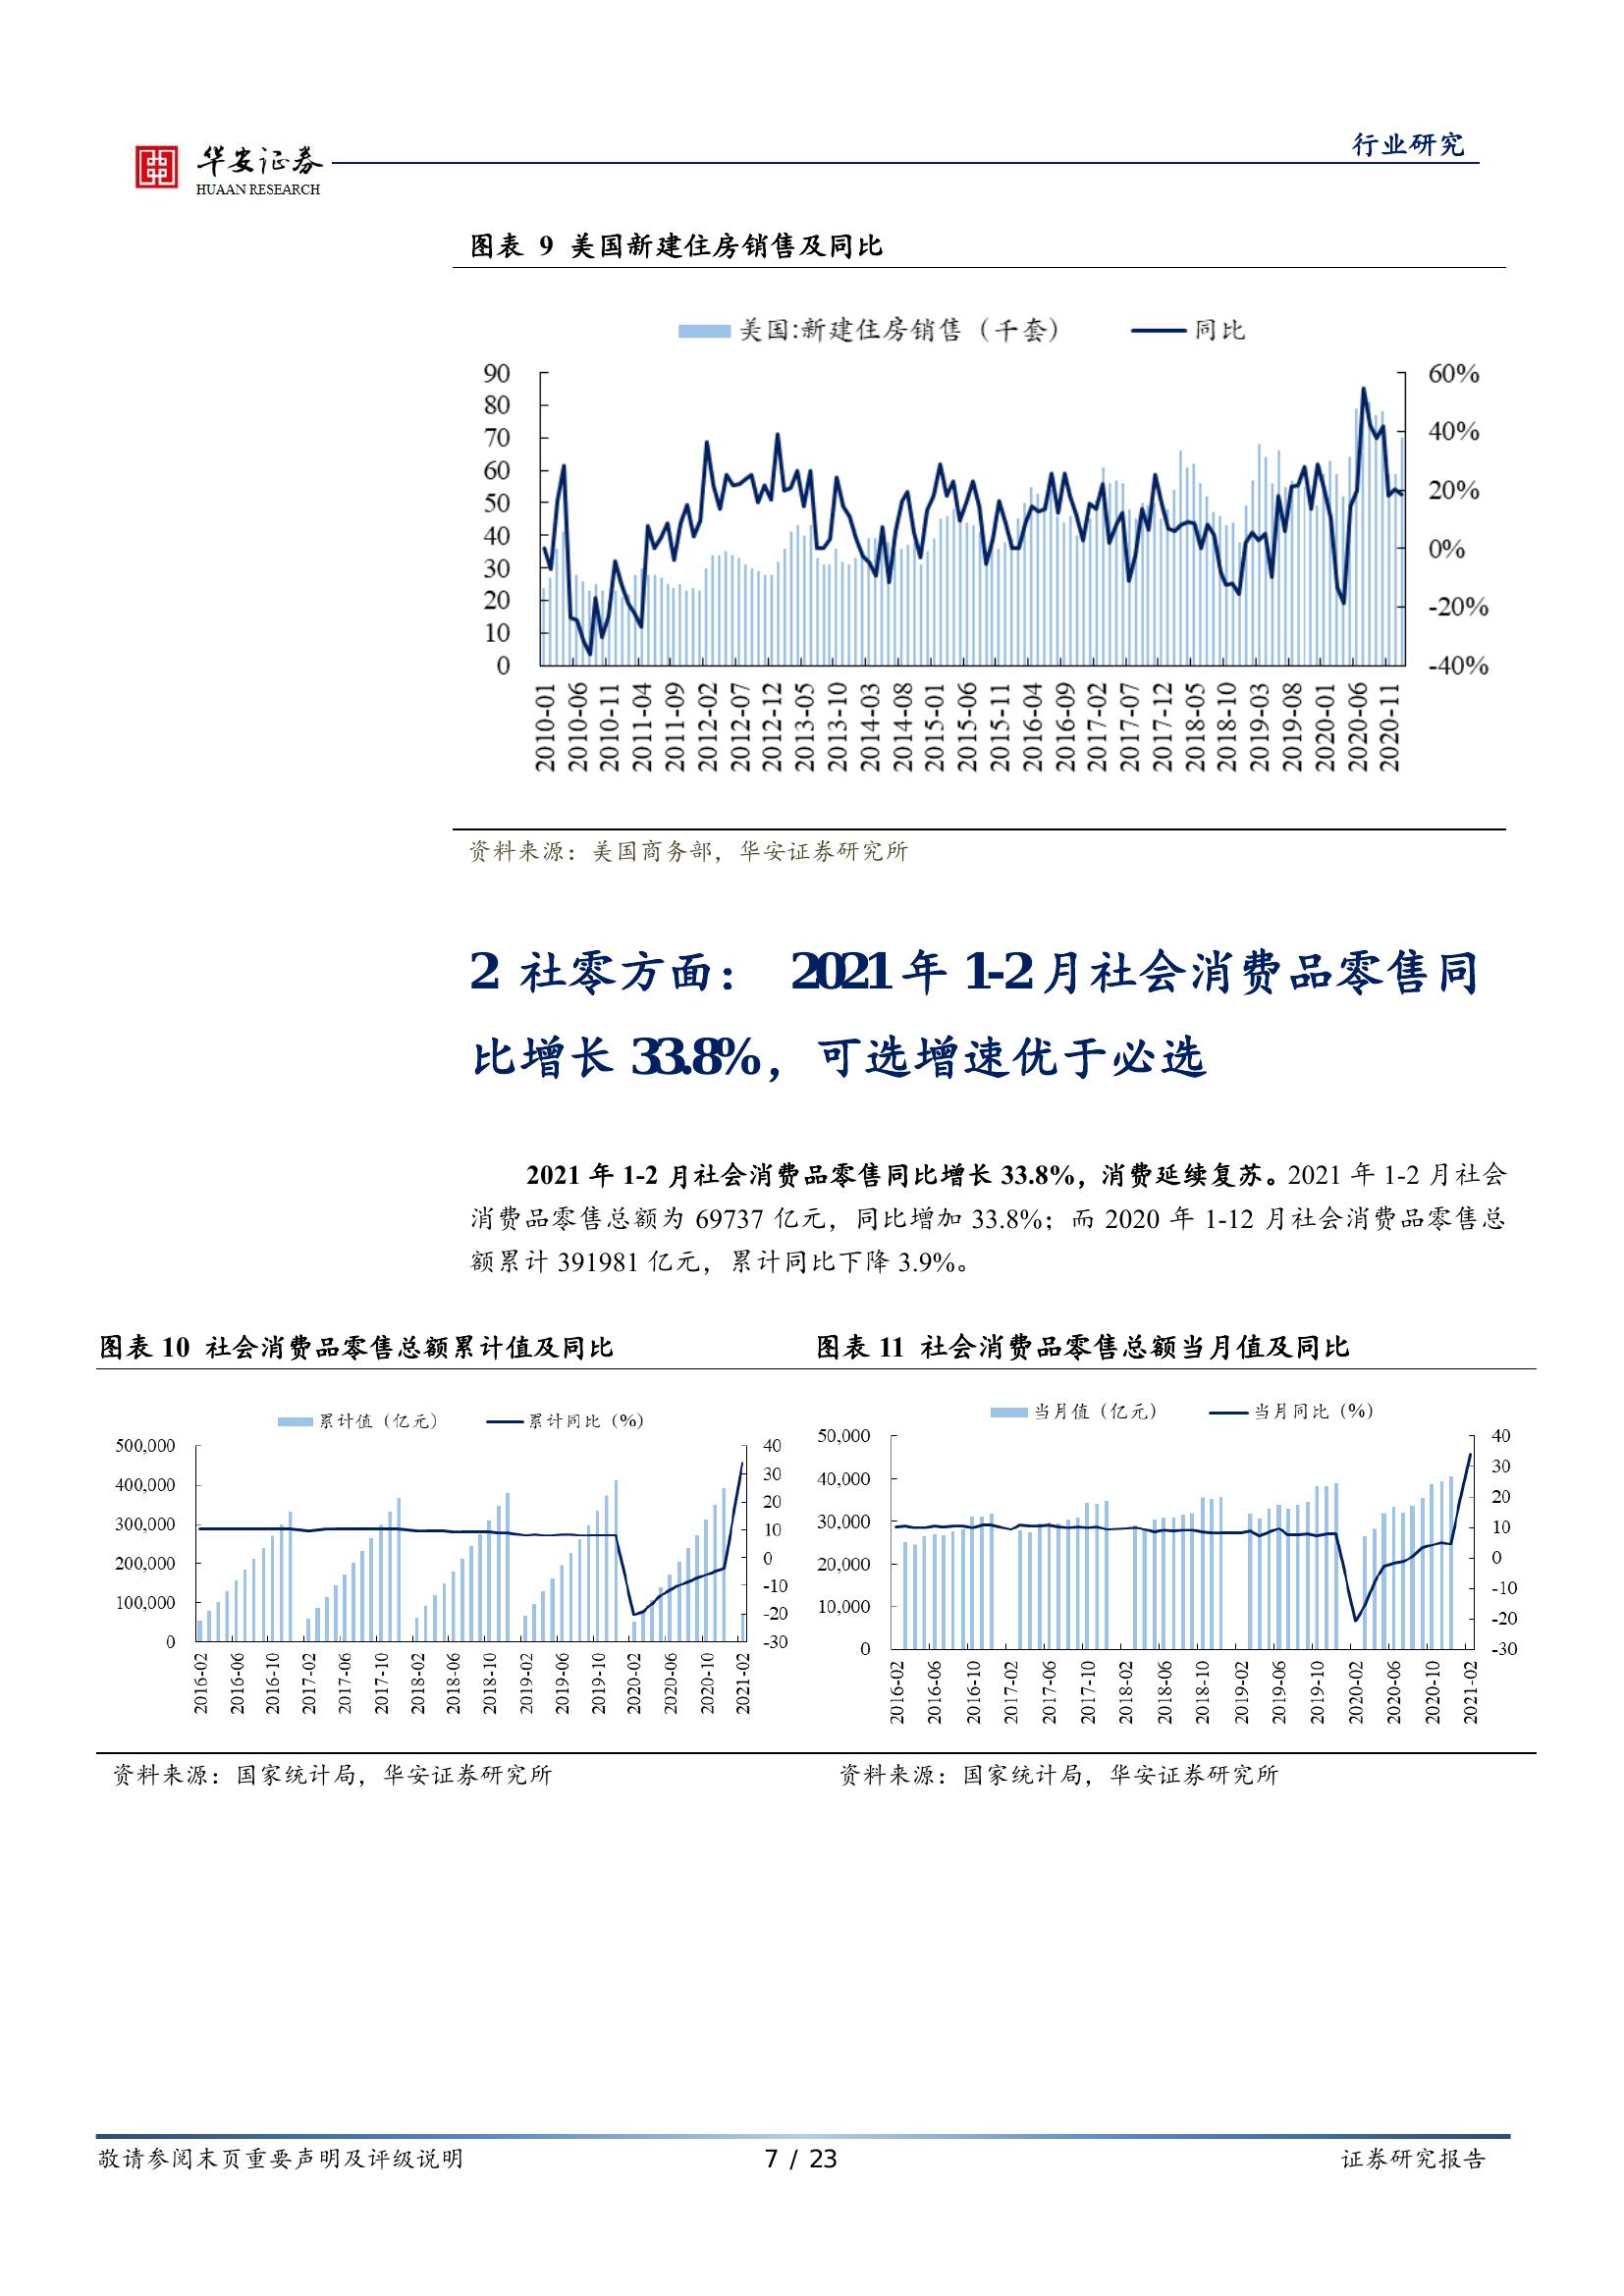 华安证券
HUAAN RESEARCH
行业研究
图表 9 美国新建住房销售及同比
美国:新建住房销售（千套） 同比
90
80
70
60
50
40
30
20
10
0
60%
40%
20%
0%
-20%
-40%
2010-01 2010-06 2010-11 2011-04 2011-09 2012-02 2012-07 2012-12 2013-05 2013-10 2014-03 2014-08 2015-01 2015-06 2015-11 2016-04 2016-09 2017-02 2017-07 2017-12 2018-05 2018-10 2019-03 2019-08 2020-01 2020-06 2020-11
资料来源：美国商务部，华安证券研究所
2 社零方面： 2021 年 1-2 月社会消费品零售同
比增长 33.8%，可选增速优于必选
2021 年 1-2 月社会消费品零售同比增长 33.8%，消费延续复苏。2021 年 1-2 月社会
消费品零售总额为 69737 亿元，同比增加 33.8%；而 2020 年 1-12 月社会消费品零售总
额累计 391981 亿元，累计同比下降 3.9%。
图表 10 社会消费品零售总额累计值及同比
累计值（亿元） 累计同比（%）
500,000
400,000
300,000
200,000
100,000
0
40
30
20
10
0
-10
-20
-30
2016-02 2016-06 2016-10 2017-02 2017-06 2017-10 2018-02 2018-06 2018-10 2019-02 2019-06 2019-10 2020-02 2020-06 2020-10 2021-02
资料来源：国家统计局，华安证券研究所
图表 11 社会消费品零售总额当月值及同比
当月值（亿元） 当月同比（%）
50,000
40,000
30,000
20,000
10,000
0
40
30
20
10
0
-10
-20
-30
2016-02 2016-06 2016-10 2017-02 2017-06 2017-10 2018-02 2018-06 2018-10 2019-02 2019-06 2019-10 2020-02 2020-06 2020-10 2021-02
资料来源：国家统计局，华安证券研究所
敬请参阅末页重要声明及评级说明
7 / 23
证券研究报告